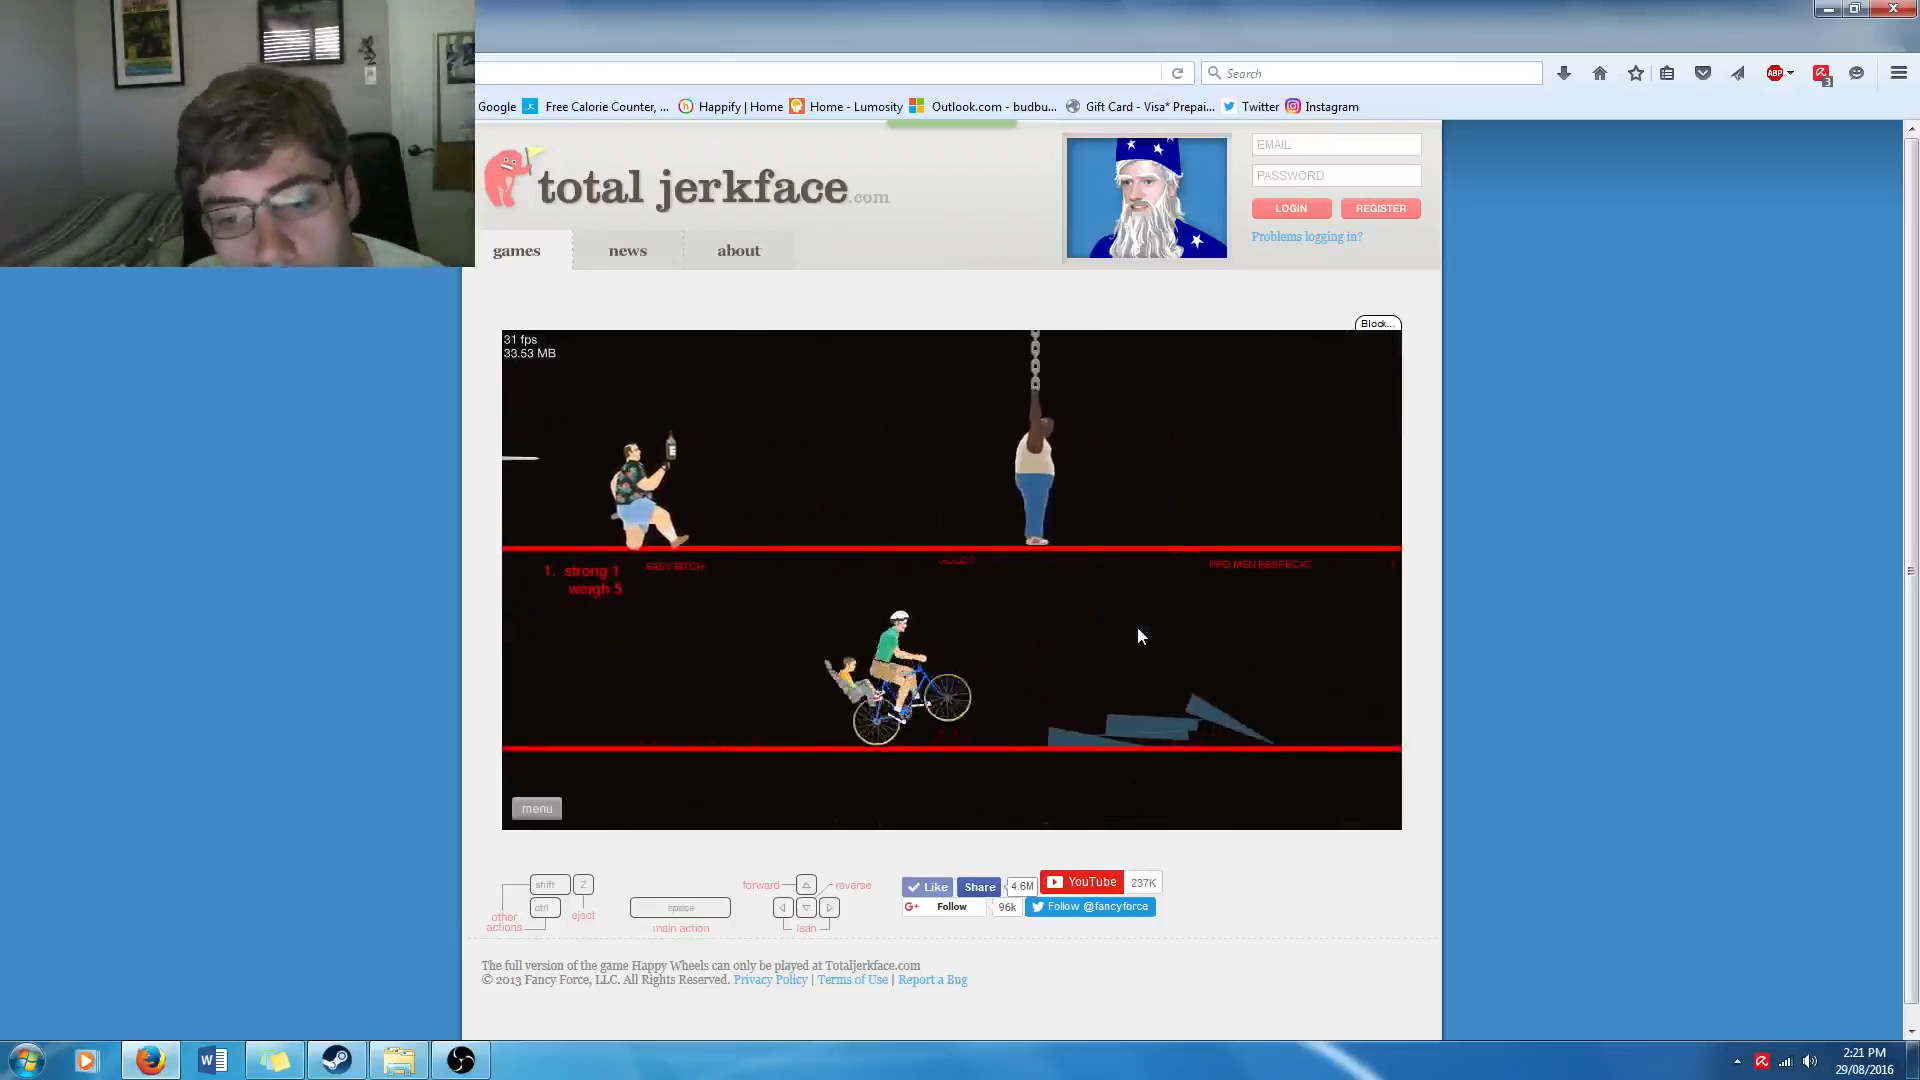 Search
ABP
3
Google
Free Calorie Counter, ...
Happify | Home
Home - Lumosity
Outlook.com - budbu...
Gift Card - Visa* Prepai...
Twitter
Instagram
total jerkface.com
EMAIL
PASSWORD
LOGIN
REGISTER
Problems logging in?
games
news
about
Block...
31 fps
33.53 MB
E
1. strong 1
weigh 5
EASY BITCH
PRO MEN RESPECIO
menu
shift
Z
ctrl
other
actions
eject
space
main action
forward
reverse
lean
Like
Share
4.6M
YouTube
237K
G+
Follow
96k
Follow @fancyforce
The full version of the game Happy Wheels can only be played at Totaljerkface.com
© 2013 Fancy Force, LLC. All Rights Reserved. Privacy Policy | Terms of Use | Report a Bug
2:21 PM
29/08/2016